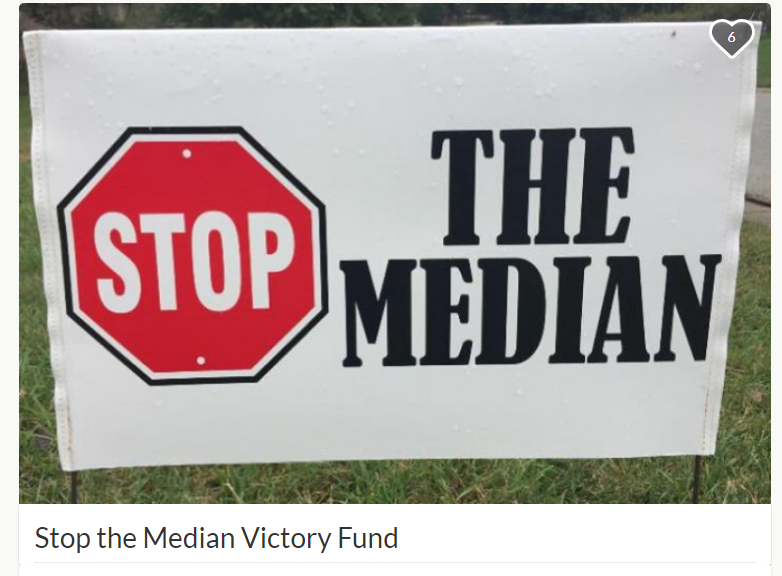 6
STOP
THE
MEDIAN
Stop the Median Victory Fund